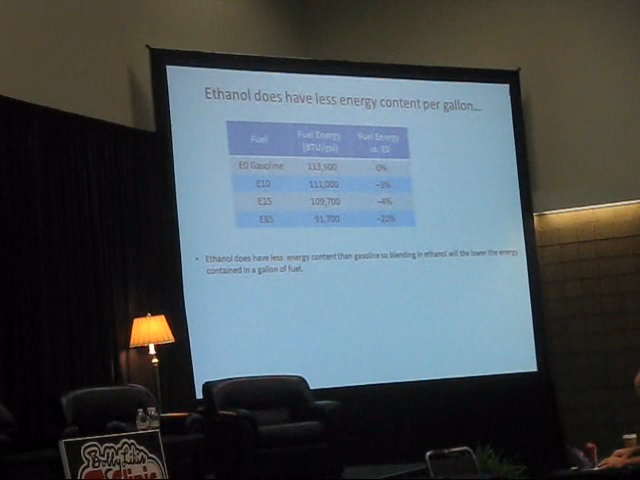 Ethanol does have less energy content per gallon...
Fuel Fuel Energy (BTU/gal) Fuel Energy vs. E0
E0 Gasoline 113,900 0%
E10 111,000 ~3%
E15 109,700 ~4%
E85 91,700 ~20%
• Ethanol does have less energy content than gasoline so blending in ethanol will the lower the energy
contained in a gallon of fuel.
Clinic